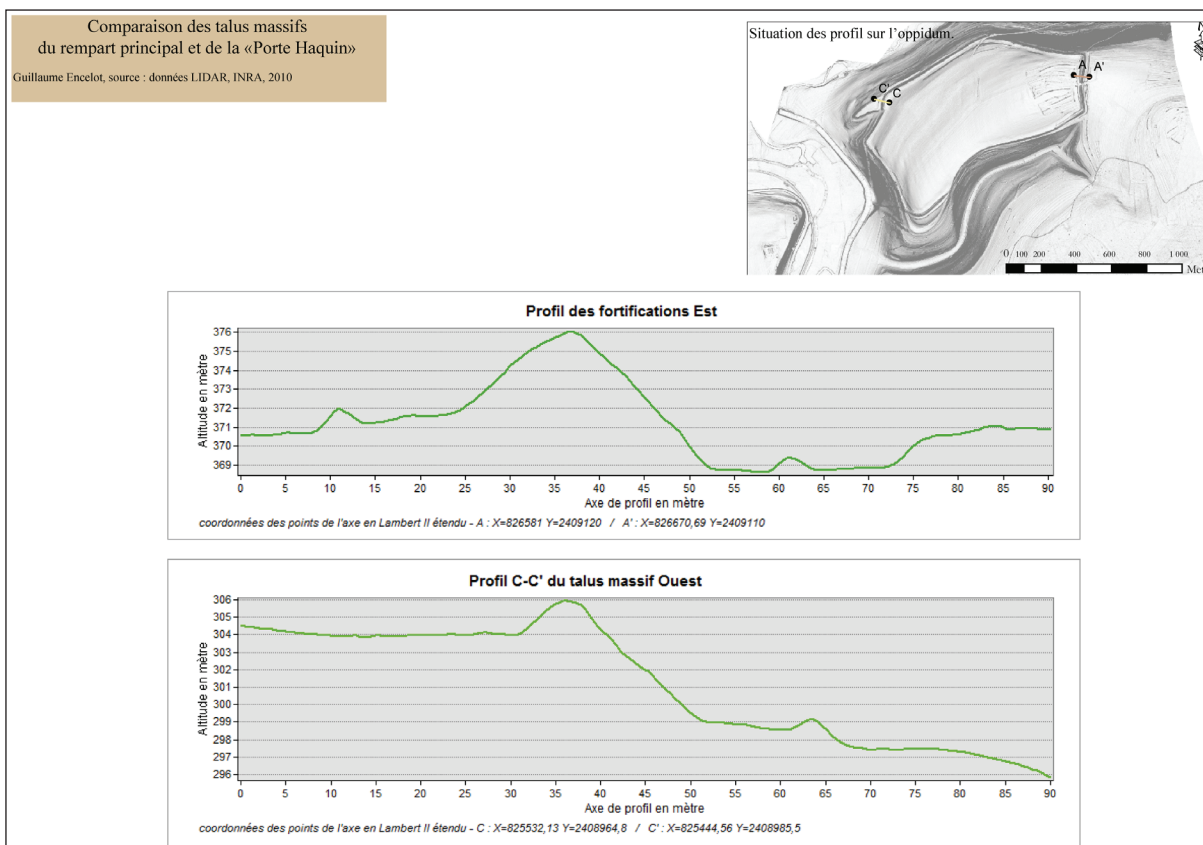 Comparaison des talus massifs
du rempart principal et de la «Porte Haquin»
Guillaume Encelot, source : données LIDAR, INRA, 2010
Situation des profil sur l'oppidum.
N
A
A'
C'
C
0 100 200 400 600 800 1 000
Profil des fortifications Est
Altitude en mètre
376
375
374
373
372
371
370
369
0 5 10 15 20 25 30 35 40 45 50 55 60 65 70 75 80 85 90
Axe de profil en mètre
coordonnées des points de l'axe en Lambert II étendu - A : X=826581 Y=2409120 / A' : X=826670,69 Y=2409110
Profil C-C' du talus massif Ouest
Altitude en mètre
306
305
304
303
302
301
300
299
298
297
296
0 5 10 15 20 25 30 35 40 45 50 55 60 65 70 75 80 85 90
Axe de profil en mètre
coordonnées des points de l'axe en Lambert II étendu - C : X=825532,13 Y=2408964,8 / C' : X=825444,56 Y=2408985,5